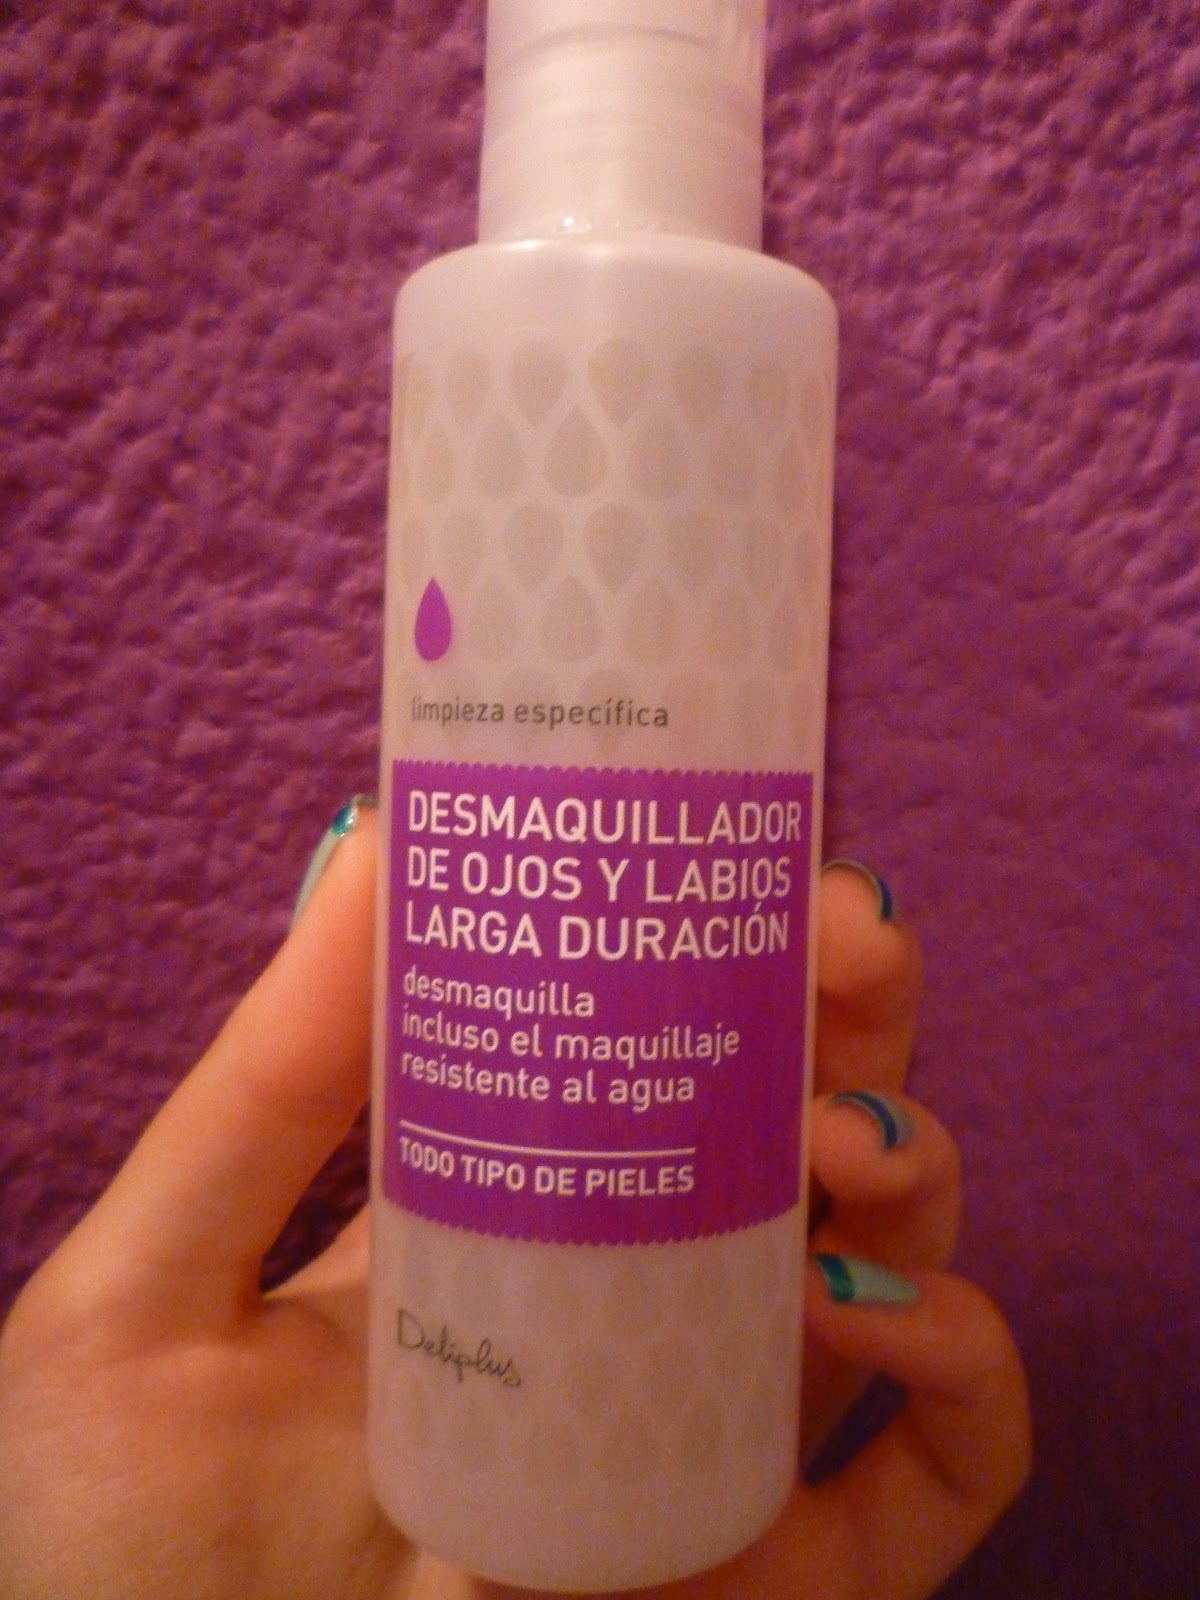 limpieza específica
DESMAQUILLADOR
DE OJOS Y LABIOS
LARGA DURACIÓN
desmaquilla
incluso el maquillaje
resistente al agua
TODO TIPO DE PIELES
Deliplus